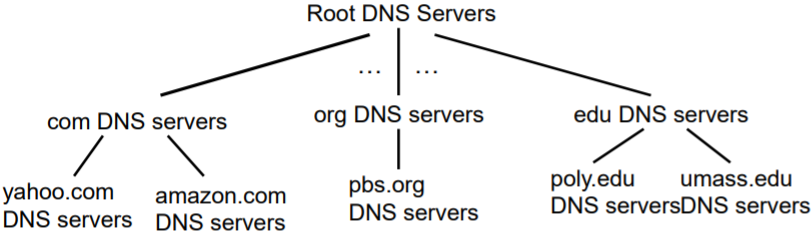 Root DNS Servers
… …
com DNS servers
org DNS servers
edu DNS servers
yahoo.com
DNS servers
amazon.com
DNS servers
pbs.org
DNS servers
poly.edu
DNS servers
umass.edu
DNS servers